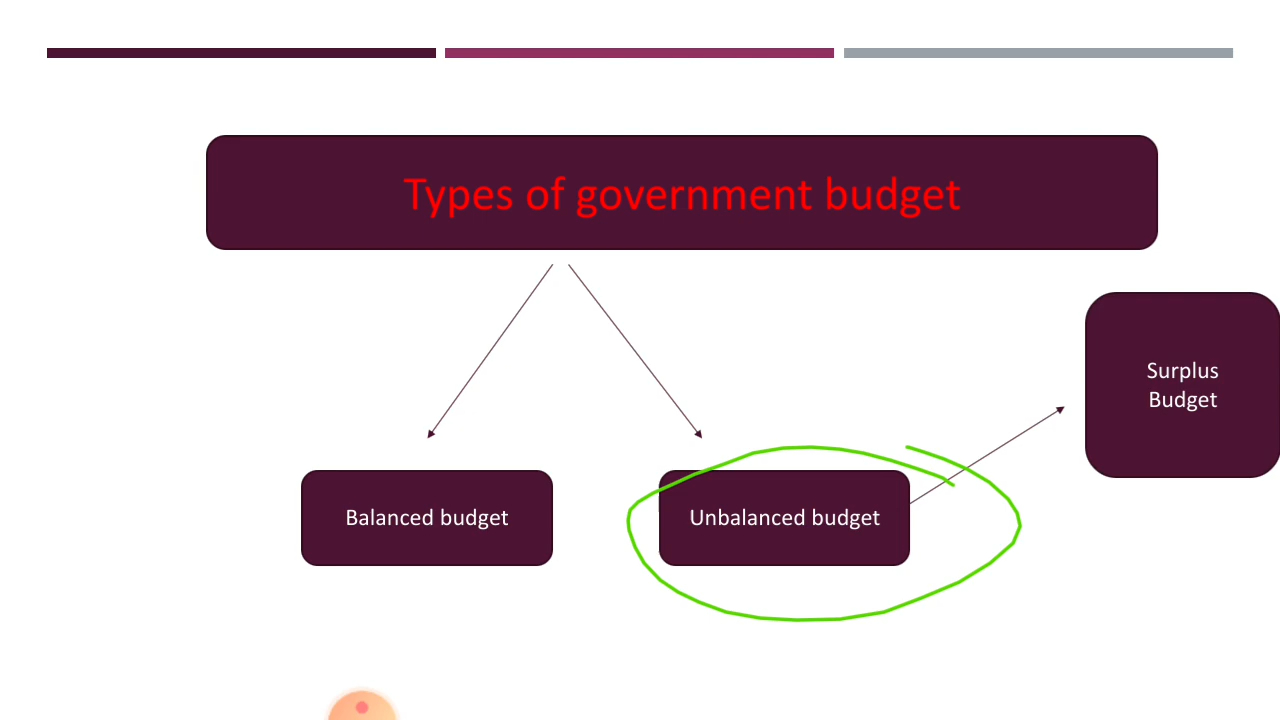 Types of government budget
Surplus
Budget
Balanced budget
Unbalanced budget